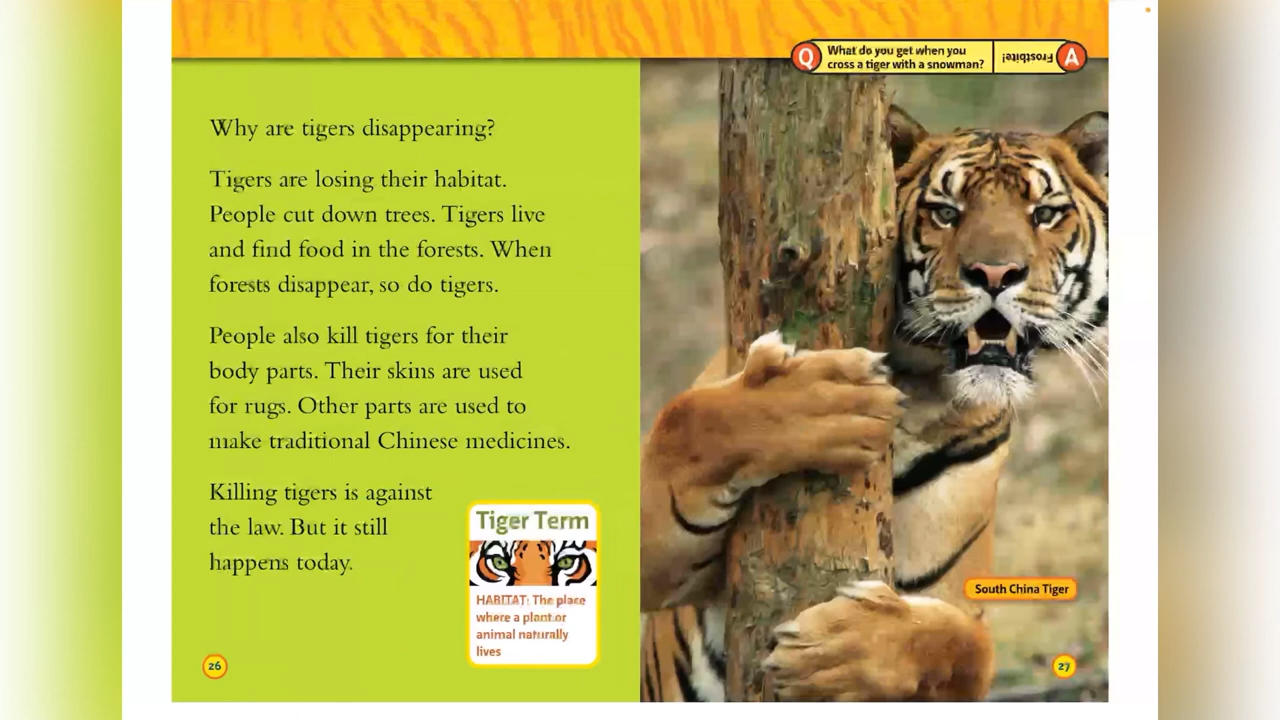 Q
What do you get when you
cross a tiger with a snowman?
Frostbite!
A
Why are tigers disappearing?
Tigers are losing their habitat.
People cut down trees. Tigers live
and find food in the forests. When
forests disappear, so do tigers.
People also kill tigers for their
body parts. Their skins are used
for rugs. Other parts are used to
make traditional Chinese medicines.
Killing tigers is against
the law. But it still
happens today.
Tiger Term
HABITAT: The place
where a plant or
animal naturally
lives
South China Tiger
26
27